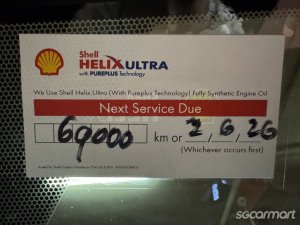 Shell
HELIX ULTRA
with PUREPLUS Technology
We Use Shell Helix Ultra (With Pureplus Technology) Fully Synthetic Engine Oil
Next Service Due
69000 km or 2, 6, 26
(Whichever occurs first)
sgcarmart